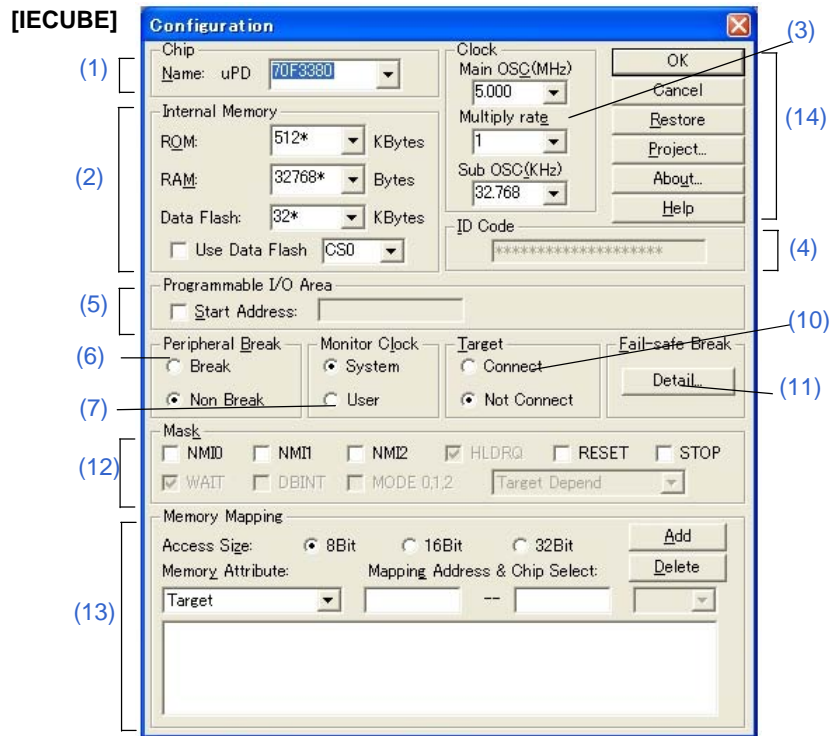 [IECUBE]
Configuration
(1)
Chip
Name: uPD 70F3380
(2)
Internal Memory
ROM: 512* KBytes
RAM: 32768* Bytes
Data Flash: 32* KBytes
Use Data Flash CS0
(3)
Clock
Main OSC(MHz)
5.000
Multiply rate
1
Sub OSC(KHz)
32.768
(14)
OK
Cancel
Restore
Project...
About...
Help
(4)
ID Code
********************
(5)
Programmable I/O Area
Start Address:
(6)
Peripheral Break
Break
Non Break
(7)
Monitor Clock
System
User
(10)
Target
Connect
Not Connect
(11)
Fail-safe Break
Detail...
(12)
Mask
NMI0 NMI1 NMI2 HLDRQ RESET STOP
WAIT DBINT MODE 0,1,2 Target Depend
(13)
Memory Mapping
Access Size: 8Bit 16Bit 32Bit
Add
Memory Attribute: Mapping Address & Chip Select:
Delete
Target --